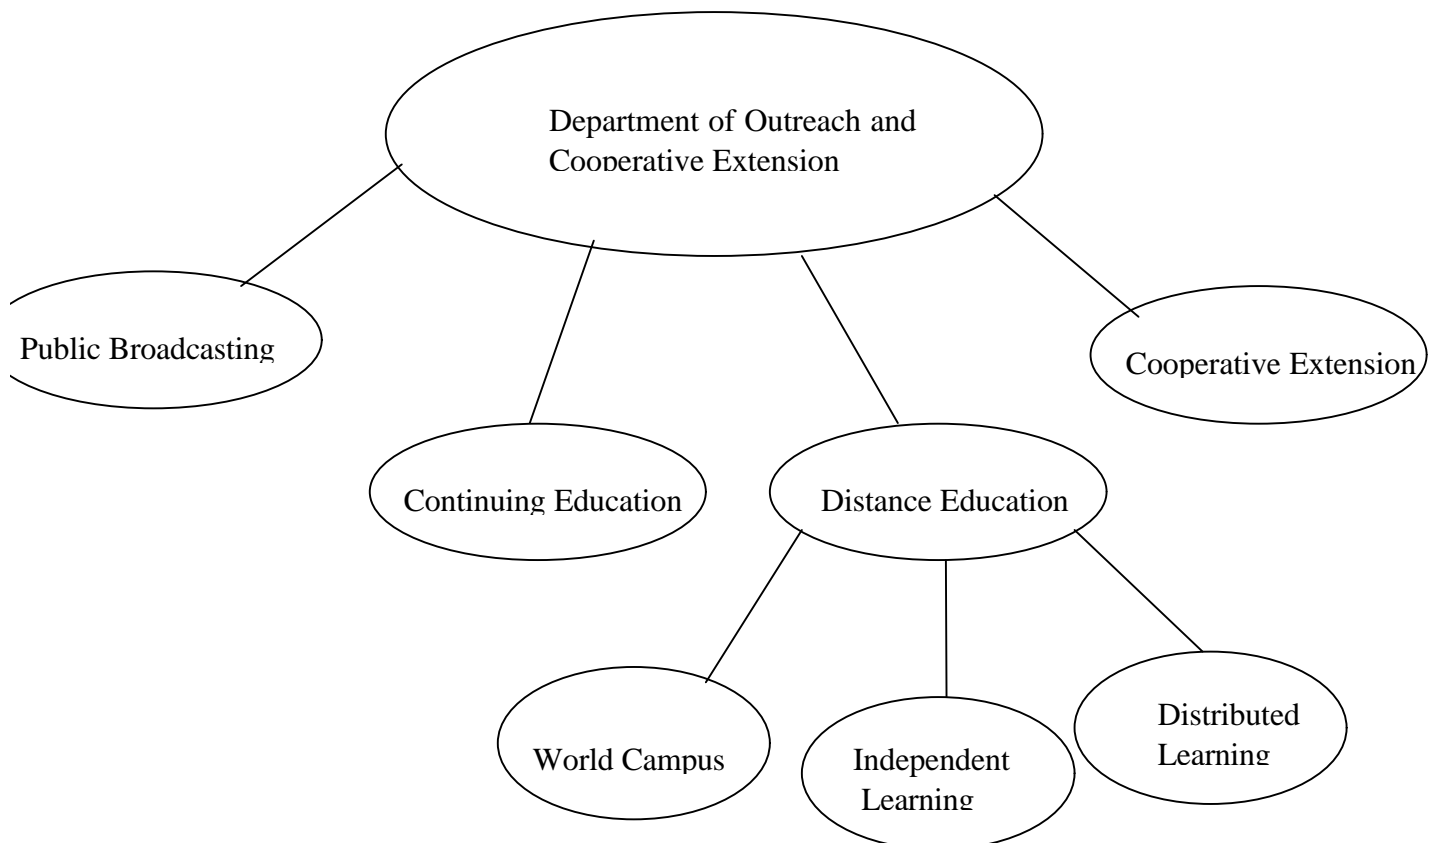 Department of Outreach and
Cooperative Extension
Public Broadcasting
Cooperative Extension
Continuing Education
Distance Education
World Campus
Independent
Learning
Distributed
Learning